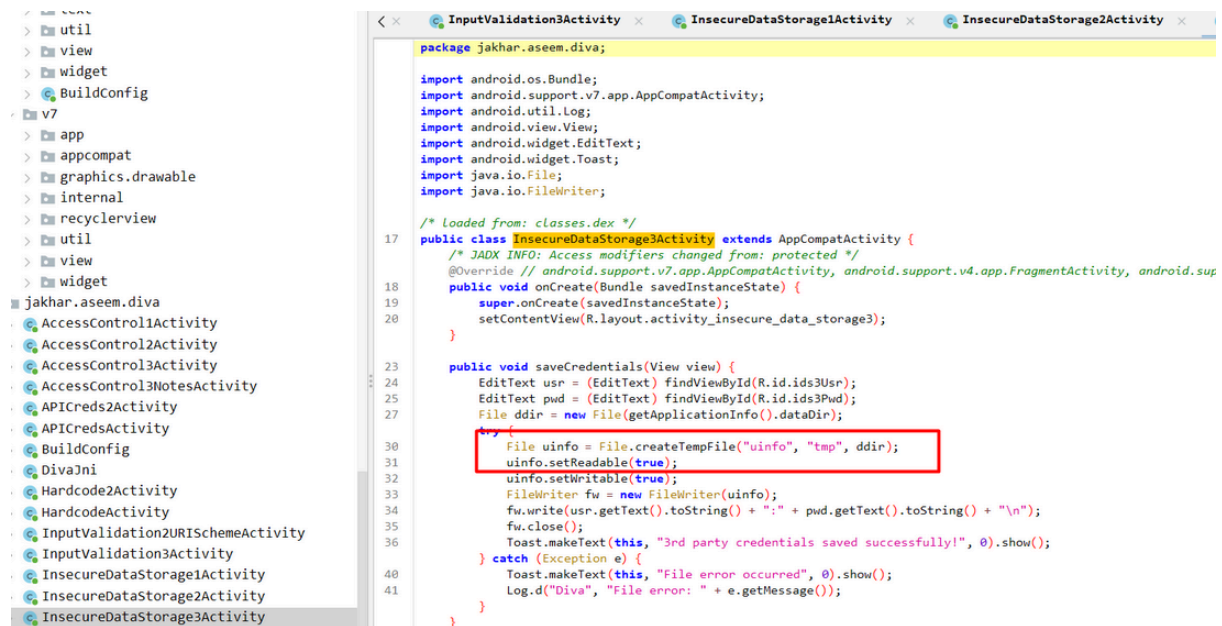 util
view
widget
BuildConfig
v7
app
appcompat
graphics.drawable
internal
recyclerview
util
view
widget
jakhar.aseem.diva
AccessControl1Activity
AccessControl2Activity
AccessControl3Activity
AccessControl3NotesActivity
APICreds2Activity
APICredsActivity
BuildConfig
DivaJni
Hardcode2Activity
HardcodeActivity
InputValidation2URISchemeActivity
InputValidation3Activity
InsecureDataStorage1Activity
InsecureDataStorage2Activity
InsecureDataStorage3Activity
InputValidation3Activity InsecureDataStorage1Activity InsecureDataStorage2Activity
package jakhar.aseem.diva;
import android.os.Bundle;
import android.support.v7.app.AppCompatActivity;
import android.util.Log;
import android.view.View;
import android.widget.EditText;
import android.widget.Toast;
import java.io.File;
import java.io.FileWriter;
/* loaded from: classes.dex */
17 public class InsecureDataStorage3Activity extends AppCompatActivity {
/* JADX INFO: Access modifiers changed from: protected */
@Override // android.support.v7.app.AppCompatActivity, android.support.v4.app.FragmentActivity, android.sup
18 public void onCreate(Bundle savedInstanceState) {
19 super.onCreate(savedInstanceState);
20 setContentView(R.layout.activity_insecure_data_storage3);
}
23 public void saveCredentials(View view) {
24 EditText usr = (EditText) findViewById(R.id.ids3Usr);
25 EditText pwd = (EditText) findViewById(R.id.ids3Pwd);
27 File ddir = new File(getApplicationInfo().dataDir);
try {
30 File uinfo = File.createTempFile("uinfo", "tmp", ddir);
31 uinfo.setReadable(true);
32 uinfo.setWritable(true);
33 FileWriter fw = new FileWriter(uinfo);
34 fw.write(usr.getText().toString() + ":" + pwd.getText().toString() + "\n");
35 fw.close();
36 Toast.makeText(this, "3rd party credentials saved successfully!", 0).show();
} catch (Exception e) {
40 Toast.makeText(this, "File error occurred", 0).show();
41 Log.d("Diva", "File error: " + e.getMessage());
}
}